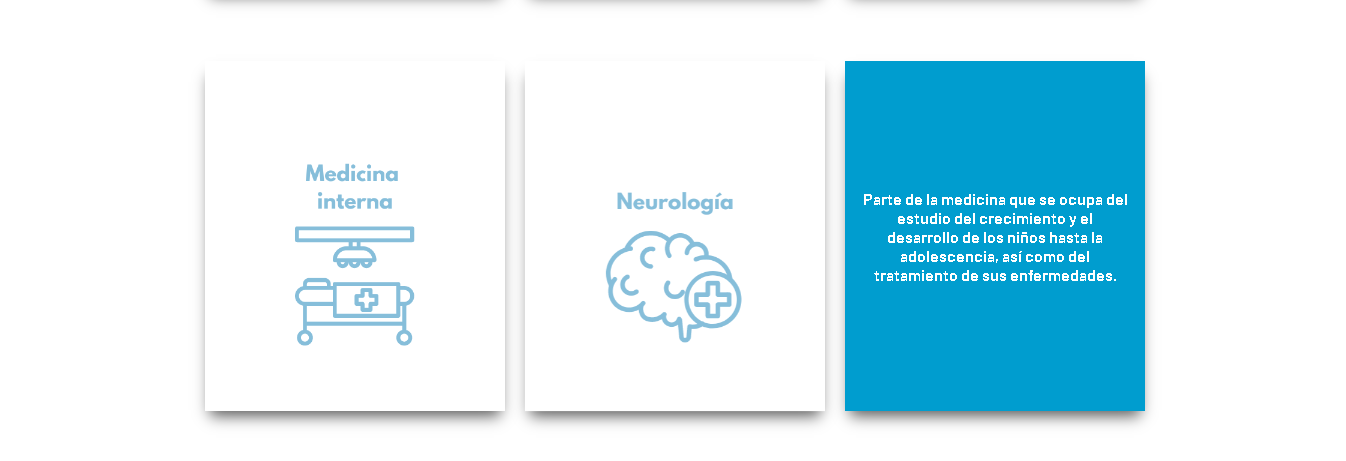 Medicina
interna
Neurología
Parte de la medicina que se ocupa del
estudio del crecimiento y el
desarrollo de los niños hasta la
adolescencia, así como del
tratamiento de sus enfermedades.